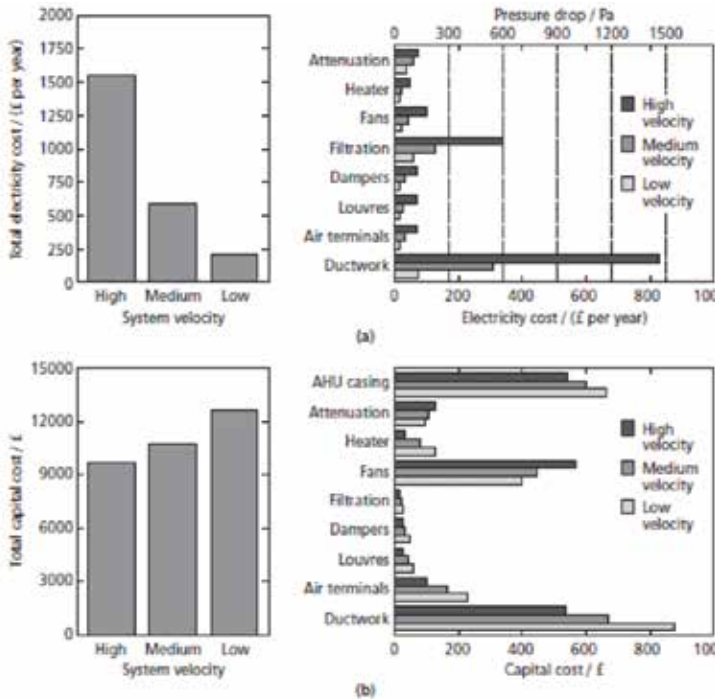 Pressure drop / Pa
0 300 600 900 1200 1500
Total electricity cost / (£ per year)
2000
1750
1500
1250
1000
750
500
250
0
High Medium Low
System velocity
Attenuation
Heater
Fans
Filtration
Dampers
Louvres
Air terminals
Ductwork
High velocity
Medium velocity
Low velocity
0 200 400 600 800 100
Electricity cost / (£ per year)
(a)
Total capital cost / £
15000
12000
9000
6000
3000
0
High Medium Low
System velocity
AHU casing
Attenuation
Heater
Fans
Filtration
Dampers
Louvres
Air terminals
Ductwork
High velocity
Medium velocity
Low velocity
0 200 400 600 800 100
Capital cost / £
(b)